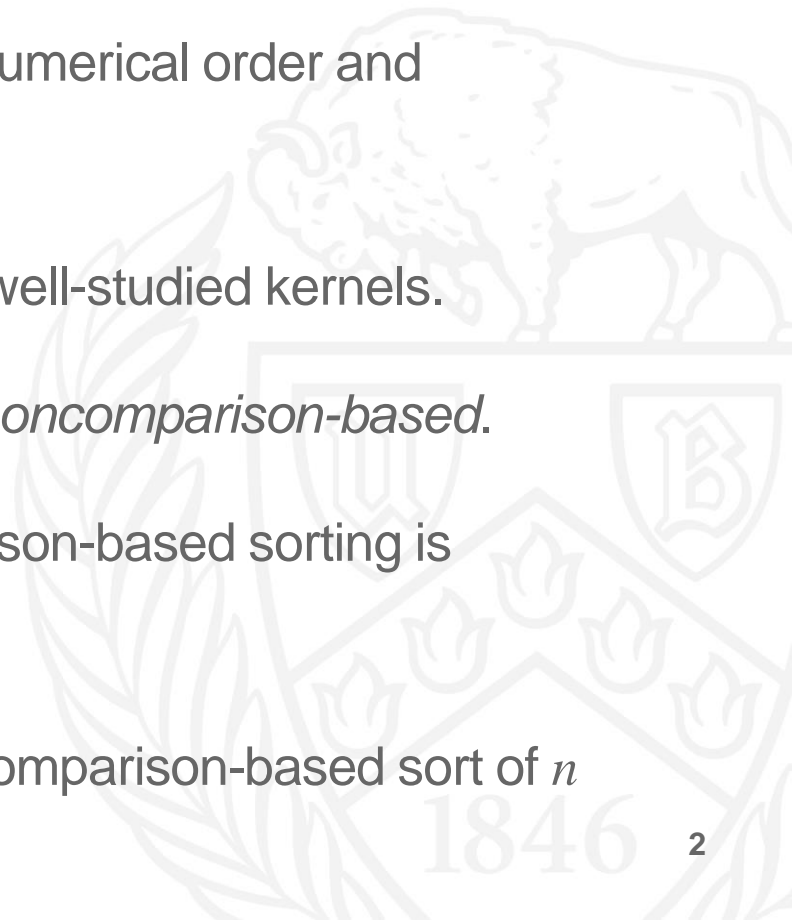 umerical order and
well-studied kernels.
oncomparison-based.
son-based sorting is
omparison-based sort of n
1846
2
U
B